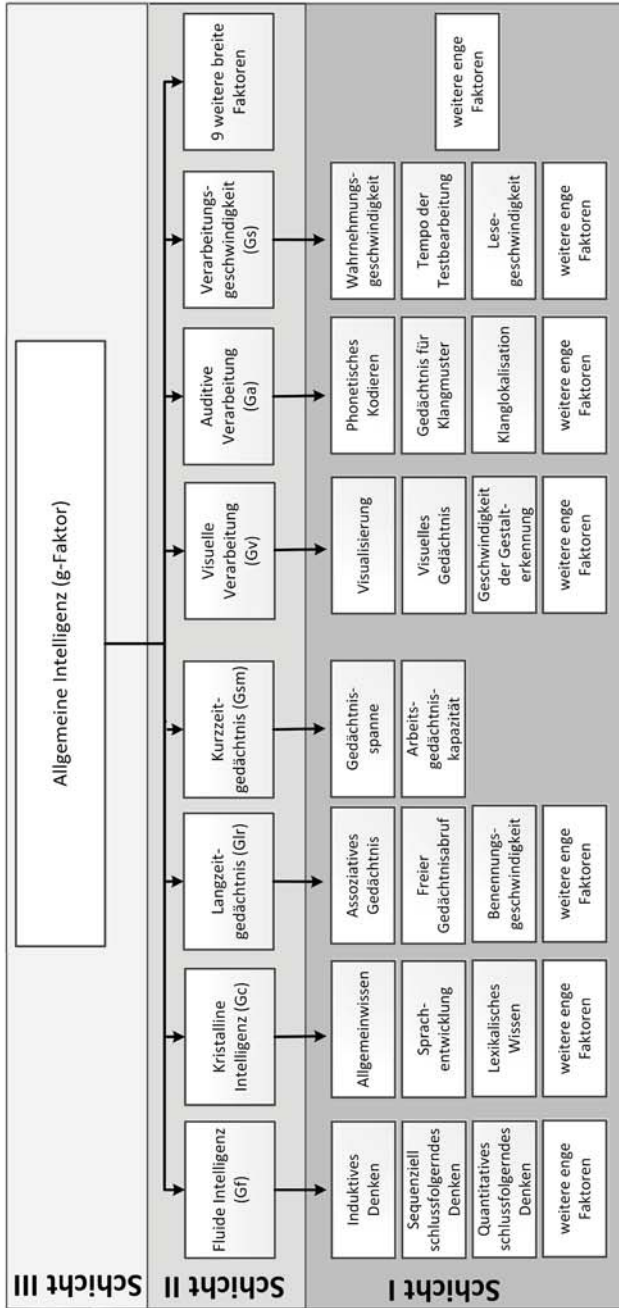 Schicht III
Allgemeine Intelligenz (g-Faktor)
Schicht II
Fluide Intelligenz
(Gf)
Kristalline
Intelligenz (Gc)
Langzeit-
gedächtnis (Glr)
Kurzzeit-
gedächtnis (Gsm)
Visuelle
Verarbeitung
(Gv)
Auditive
Verarbeitung
(Ga)
Verarbeitungs-
geschwindigkeit
(Gs)
9 weitere breite
Faktoren
Schicht I
Induktives
Denken
Sequenziell
schlussfolgerndes
Denken
Quantitatives
schlussfolgerndes
Denken
weitere enge
Faktoren
Allgemeinwissen
Sprach-
entwicklung
Lexikalisches
Wissen
weitere enge
Faktoren
Assoziatives
Gedächtnis
Freier
Gedächtnisabruf
Benennungs-
geschwindigkeit
weitere enge
Faktoren
Gedächtnis-
spanne
Arbeits-
gedächtnis-
kapazität
Visualisierung
Visuelles
Gedächtnis
Geschwindigkeit
der Gestalt-
erkennung
weitere enge
Faktoren
Phonetisches
Kodieren
Gedächtnis für
Klangmuster
Klanglokalisation
weitere enge
Faktoren
Wahrnehmungs-
geschwindigkeit
Tempo der
Testbearbeitung
Lese-
geschwindigkeit
weitere enge
Faktoren
weitere enge
Faktoren